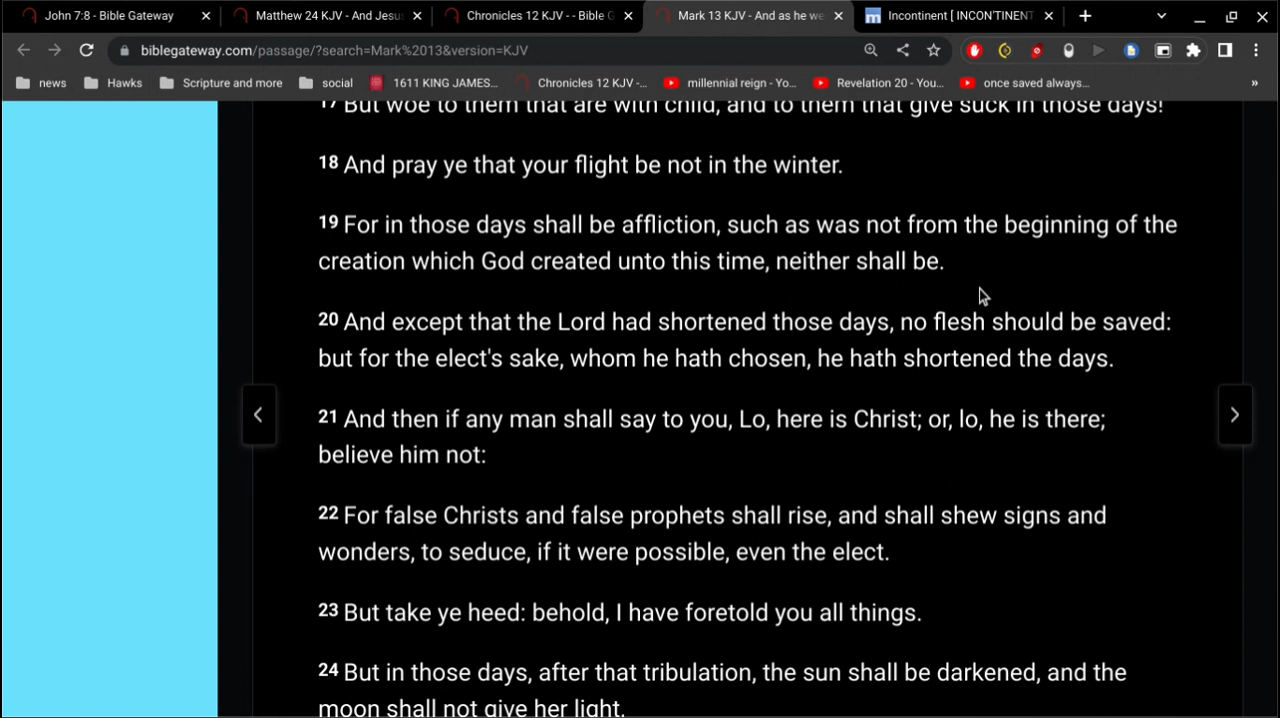 John 7:8 - Bible Gateway
Matthew 24 KJV - And Jesu
Chronicles 12 KJV - - Bible G
Mark 13 KJV - And as he we
Incontinent [ INCON'TINENT
biblegateway.com/passage/?search=Mark%2013&version=KJV
news
Hawks
Scripture and more
social
1611 KING JAMES...
Chronicles 12 KJV -...
millennial reign - Yo...
Revelation 20 - You...
once saved always...
»
17 But woe to them that are with child, and to them that give suck in those days!
18 And pray ye that your flight be not in the winter.
19 For in those days shall be affliction, such as was not from the beginning of the
creation which God created unto this time, neither shall be.
20 And except that the Lord had shortened those days, no flesh should be saved:
but for the elect's sake, whom he hath chosen, he hath shortened the days.
21 And then if any man shall say to you, Lo, here is Christ; or, lo, he is there;
believe him not:
22 For false Christs and false prophets shall rise, and shall shew signs and
wonders, to seduce, if it were possible, even the elect.
23 But take ye heed: behold, I have foretold you all things.
24 But in those days, after that tribulation, the sun shall be darkened, and the
moon shall not give her light.